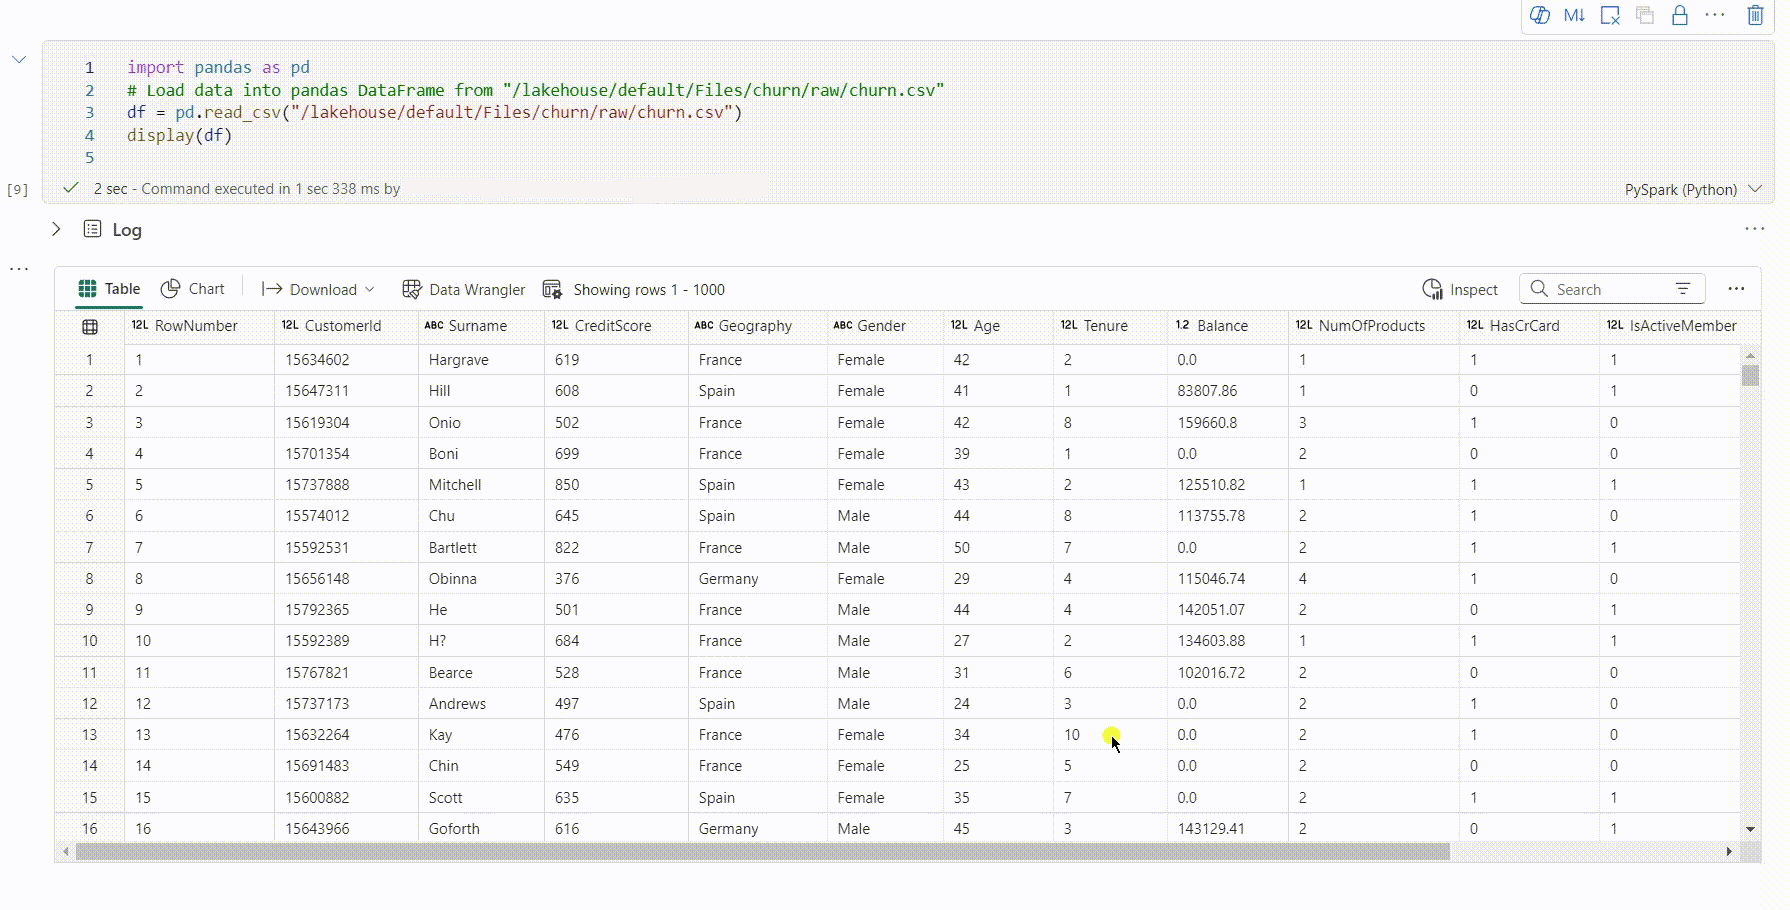 M↓
1 import pandas as pd
2 # Load data into pandas DataFrame from "/lakehouse/default/Files/churn/raw/churn.csv"
3 df = pd.read_csv("/lakehouse/default/Files/churn/raw/churn.csv")
4 display(df)
5
[9] 2 sec - Command executed in 1 sec 338 ms by PySpark (Python)
Log
Table Chart Download Data Wrangler Showing rows 1 - 1000 Inspect Search
12L RowNumber 12L CustomerId ABC Surname 12L CreditScore ABC Geography ABC Gender 12L Age 12L Tenure 1.2 Balance 12L NumOfProducts 12L HasCrCard 12L IsActiveMember
1 1 15634602 Hargrave 619 France Female 42 2 0.0 1 1 1
2 2 15647311 Hill 608 Spain Female 41 1 83807.86 1 0 1
3 3 15619304 Onio 502 France Female 42 8 159660.8 3 1 0
4 4 15701354 Boni 699 France Female 39 1 0.0 2 0 0
5 5 15737888 Mitchell 850 Spain Female 43 2 125510.82 1 1 1
6 6 15574012 Chu 645 Spain Male 44 8 113755.78 2 1 0
7 7 15592531 Bartlett 822 France Male 50 7 0.0 2 1 1
8 8 15656148 Obinna 376 Germany Female 29 4 115046.74 4 1 0
9 9 15792365 He 501 France Male 44 4 142051.07 2 0 1
10 10 15592389 H? 684 France Male 27 2 134603.88 1 1 1
11 11 15767821 Bearce 528 France Male 31 6 102016.72 2 0 0
12 12 15737173 Andrews 497 Spain Male 24 3 0.0 2 1 0
13 13 15632264 Kay 476 France Female 34 10 0.0 2 1 0
14 14 15691483 Chin 549 France Female 25 5 0.0 2 0 0
15 15 15600882 Scott 635 Spain Female 35 7 0.0 2 1 1
16 16 15643966 Goforth 616 Germany Male 45 3 143129.41 2 0 1